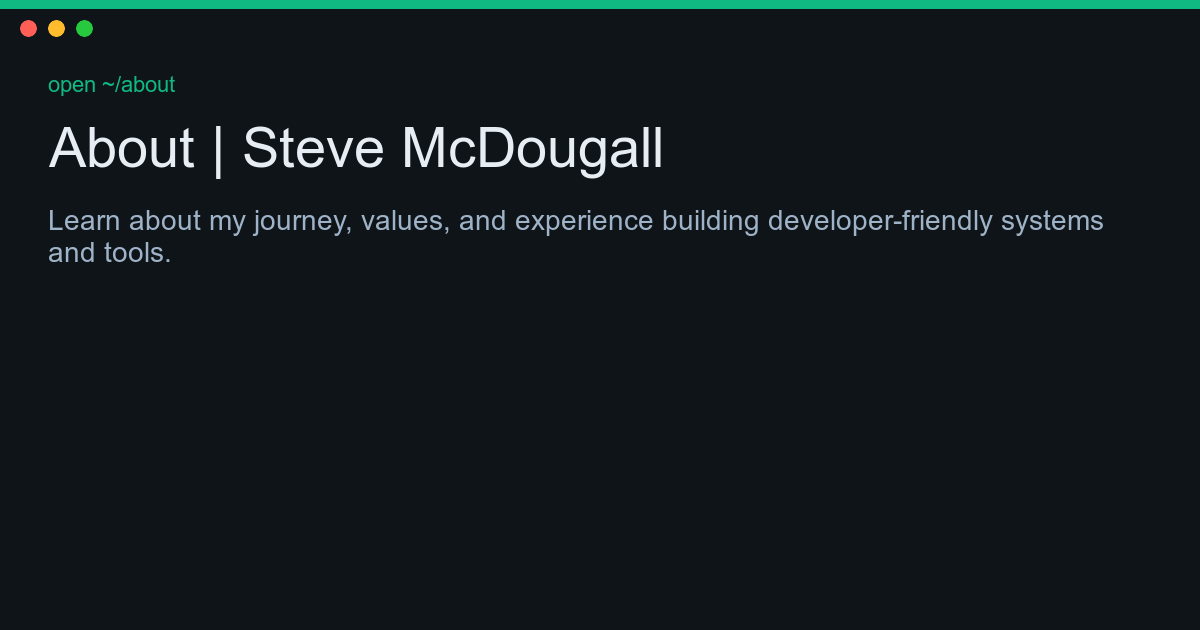 open ~/about
About | Steve McDougall
Learn about my journey, values, and experience building developer-friendly systems
and tools.